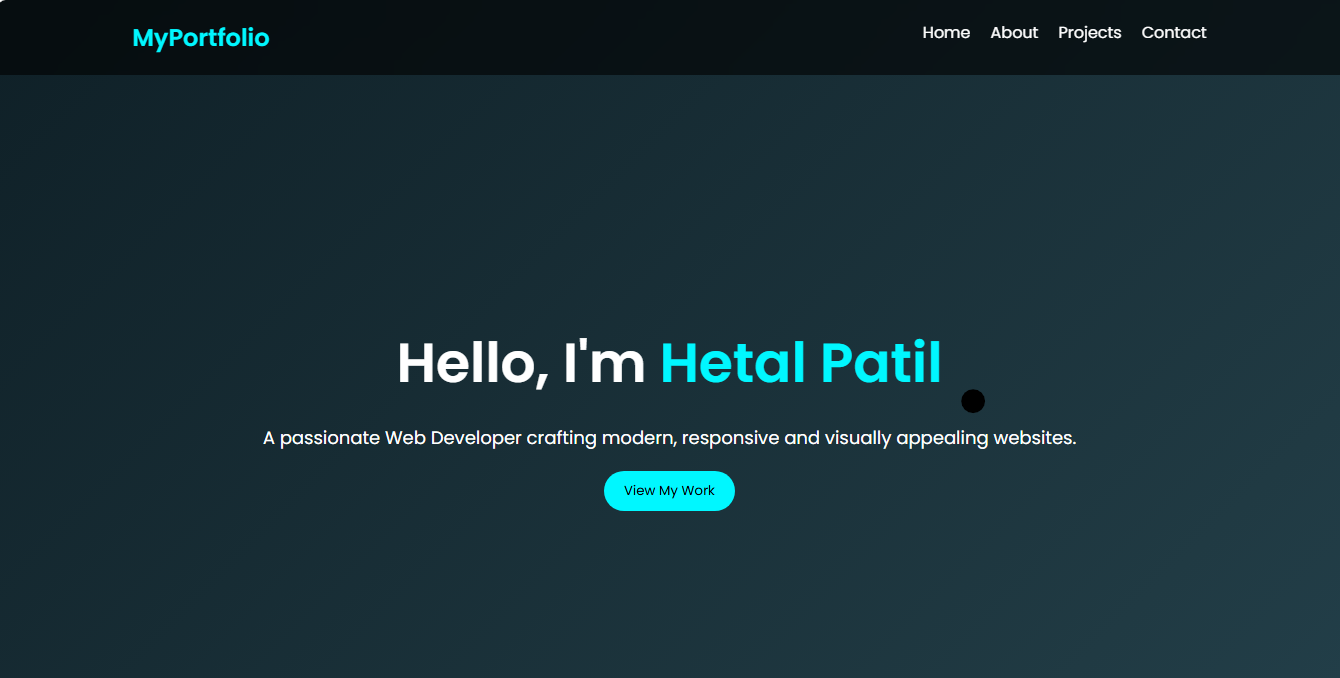 MyPortfolio
Home About Projects Contact
Hello, I'm Hetal Patil
A passionate Web Developer crafting modern, responsive and visually appealing websites.
View My Work